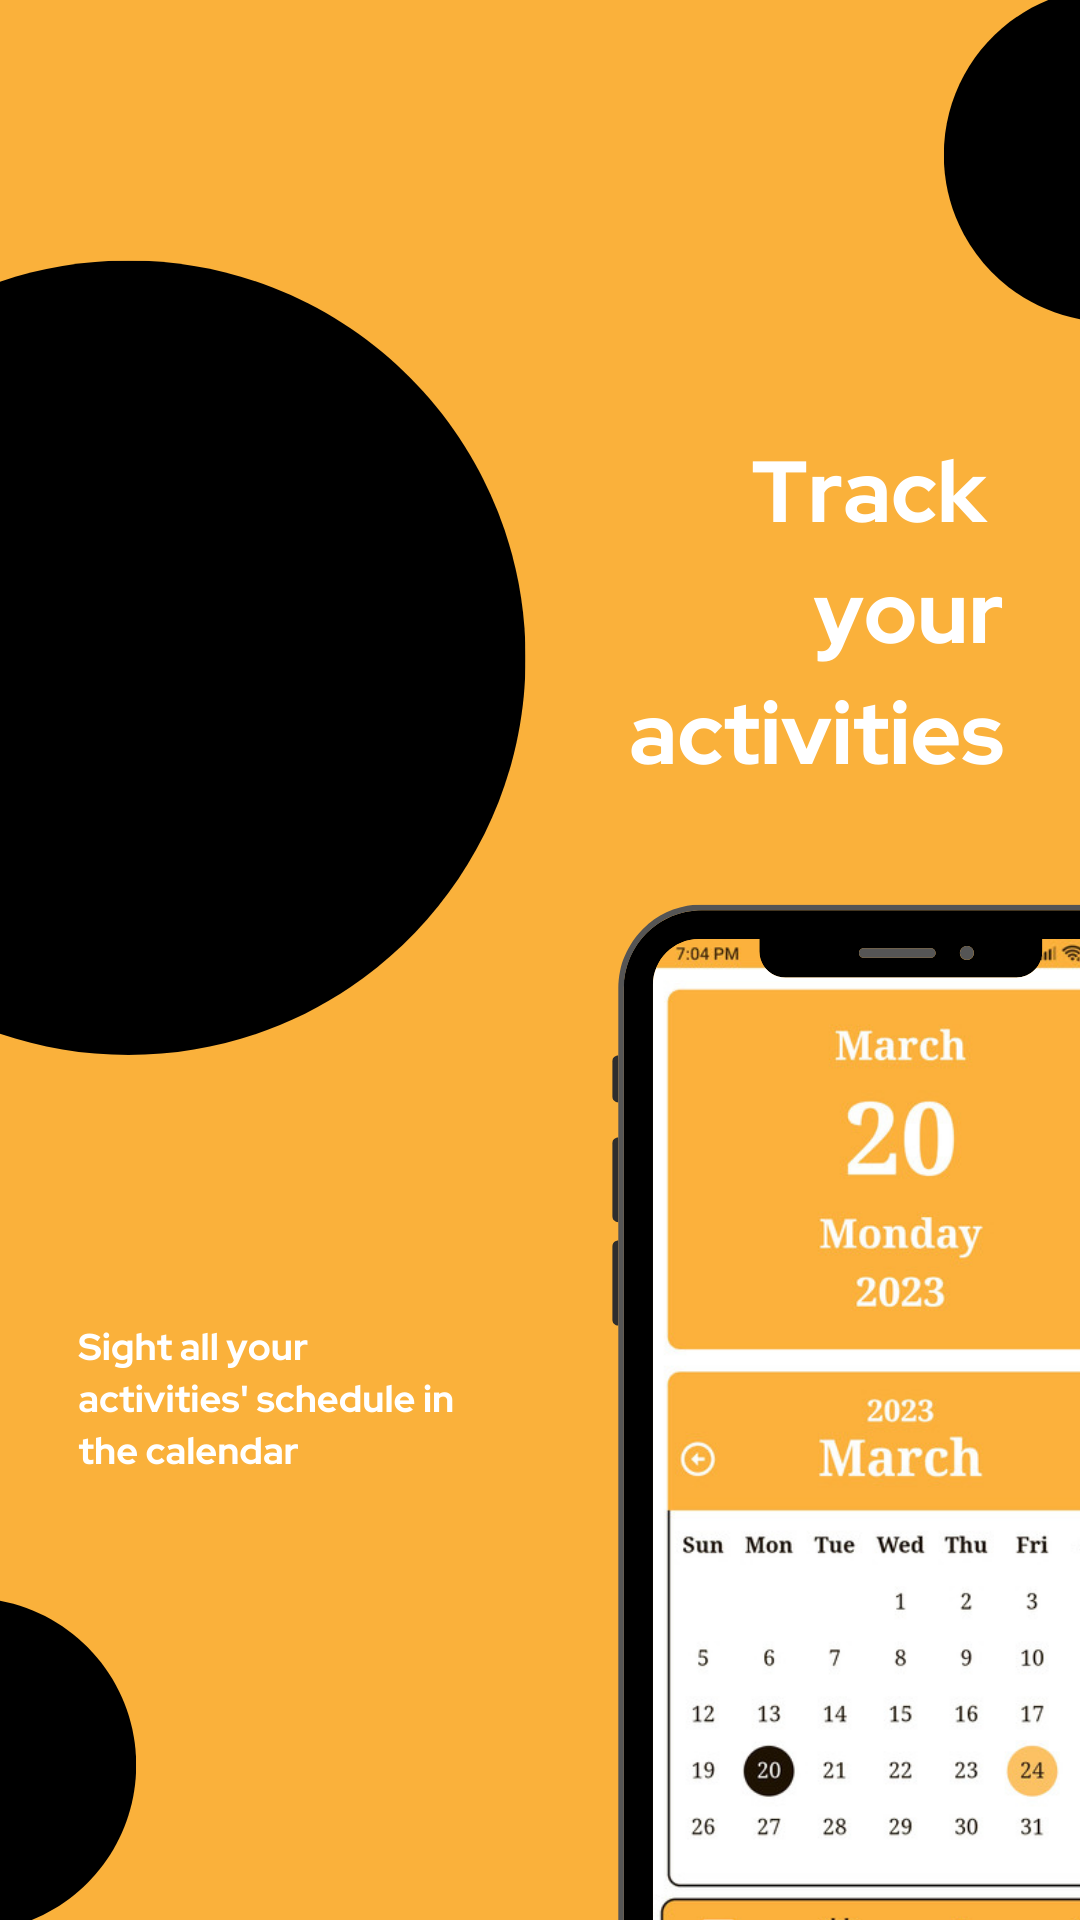 Track
your
activities
7:04 PM
March
20
Monday
2023
Sight all your
activities' schedule in
the calendar
2023
March
Sun Mon Tue Wed Thu Fri
1 2 3
5 6 7 8 9 10
12 13 14 15 16 17
19 20 21 22 23 24
26 27 28 29 30 31